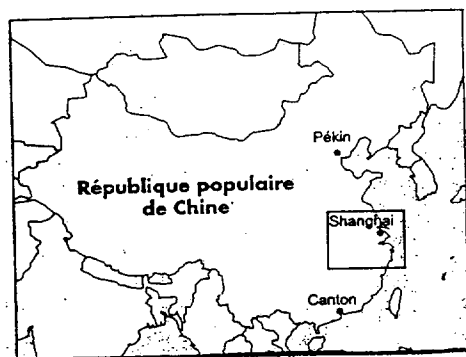 Pékin
République populaire
de Chine
Shanghai
Canton